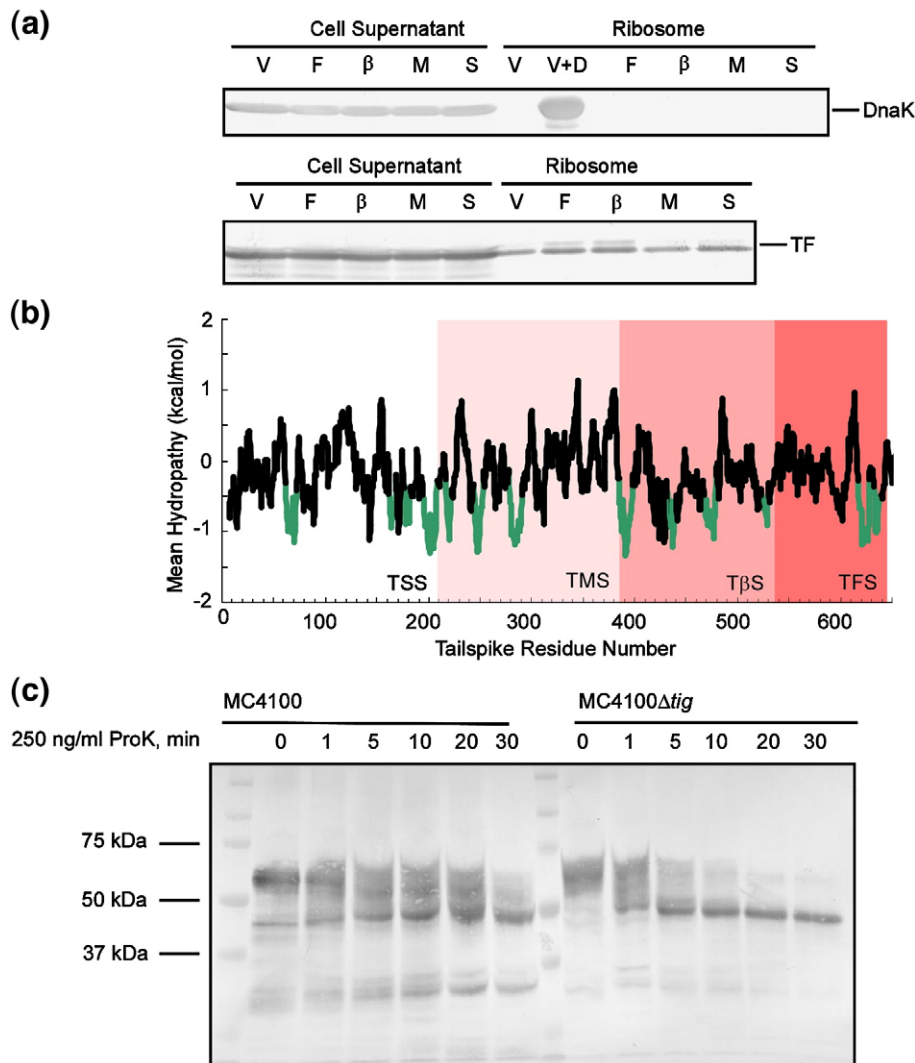 (a)
Cell Supernatant Ribosome
V F β M S V V+D F β M S
DnaK
Cell Supernatant Ribosome
V F β M S V F β M S
TF
(b)
Mean Hydropathy (kcal/mol)
2
1
0
-1
-2
TSS TMS TβS TFS
0 100 200 300 400 500 600
Tailspike Residue Number
(c)
MC4100 MC4100Δtig
250 ng/ml ProK, min 0 1 5 10 20 30 0 1 5 10 20 30
75 kDa
50 kDa
37 kDa